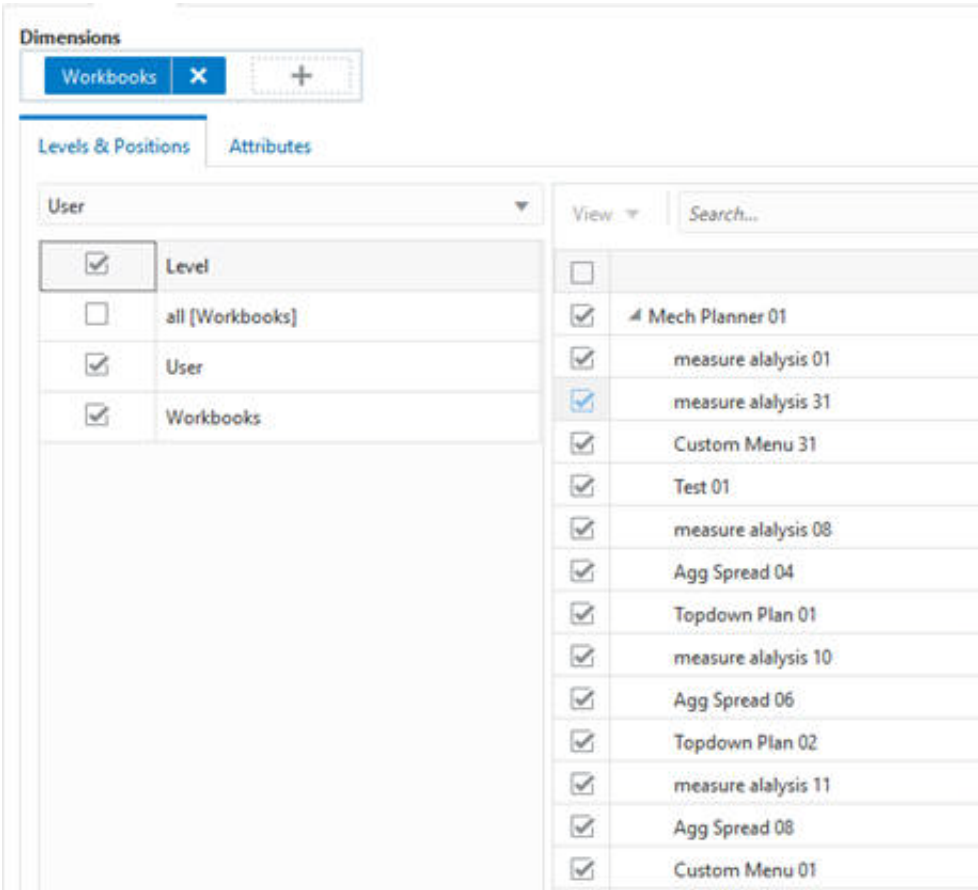 Dimensions
Workbooks
Levels & Positions
Attributes
User
Level
all [Workbooks]
User
Workbooks
View
Search...
Mech Planner 01
measure alalysis 01
measure alalysis 31
Custom Menu 31
Test 01
measure alalysis 08
Agg Spread 04
Topdown Plan 01
measure alalysis 10
Agg Spread 06
Topdown Plan 02
measure alalysis 11
Agg Spread 08
Custom Menu 01